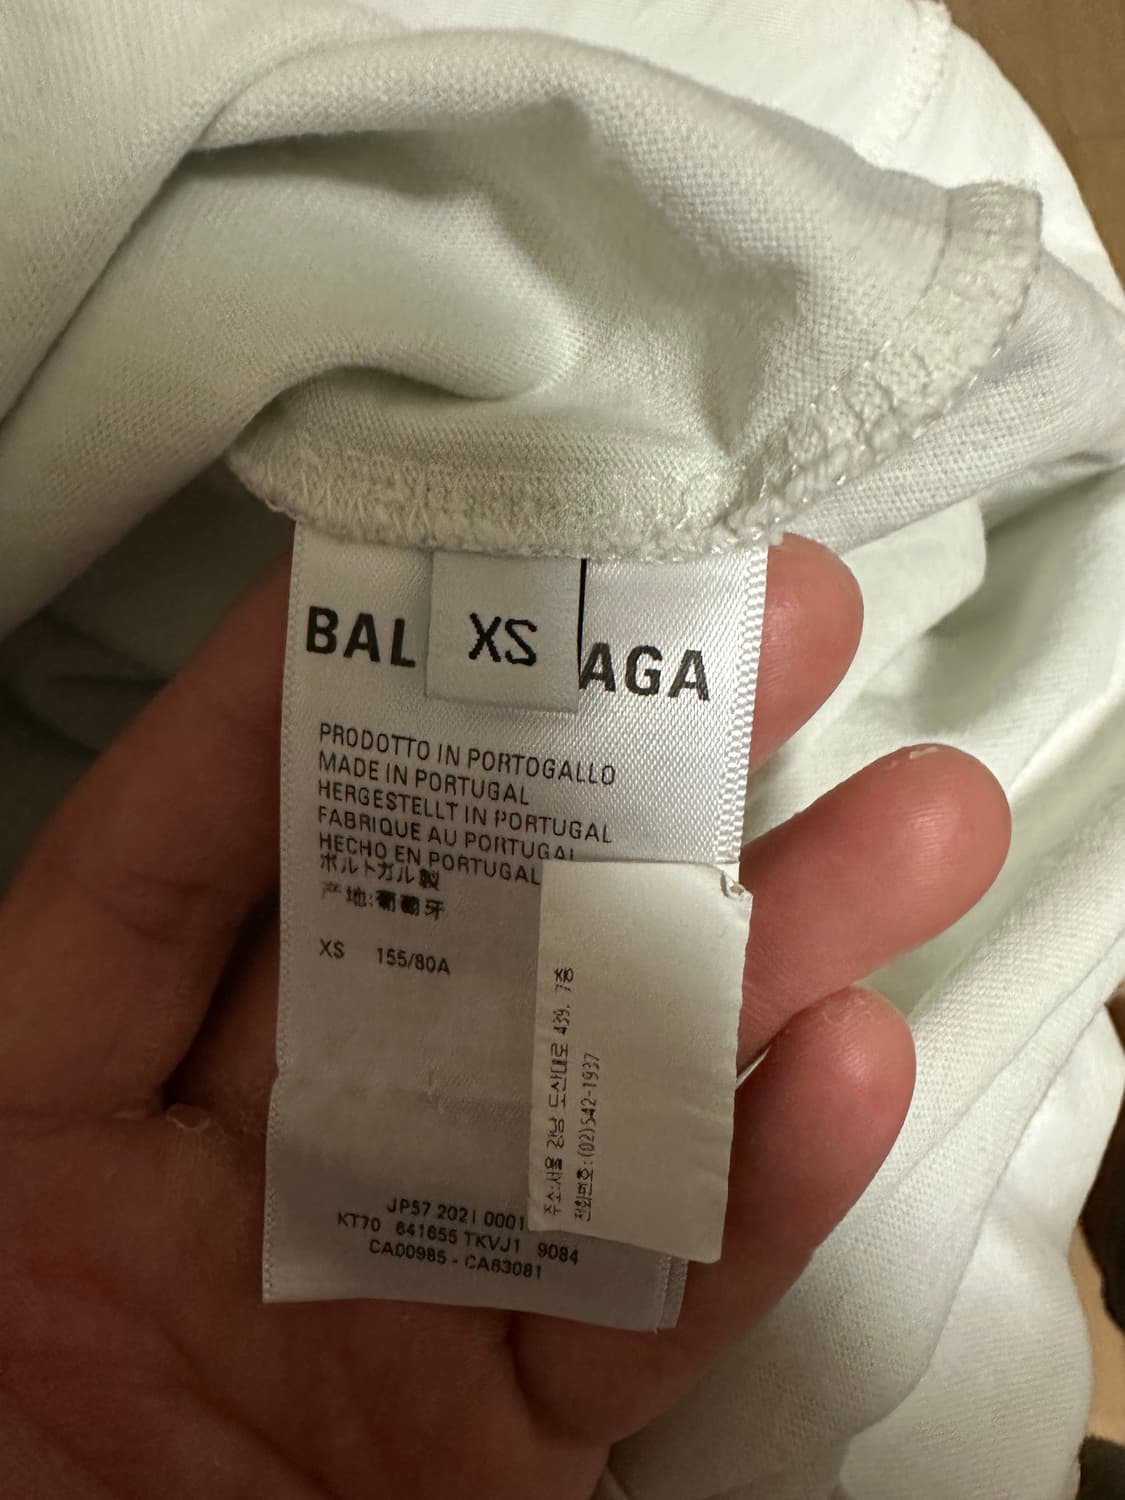 BAL
XS
AGA
PRODOTTO IN PORTOGALLO
MADE IN PORTUGAL
HERGESTELLT IN PORTUGAL
FABRIQUE AU PORTUGAL
HECHO EN PORTUGAL
ポルトガル製
产地:葡萄牙
XS 155/80A
주소:서울 강남 도산대로 439, 7층
전화번호:(02)542-1937
JP57 2021 0001
KT70 641655 TKVJ1 9084
CA00985 - CA63081